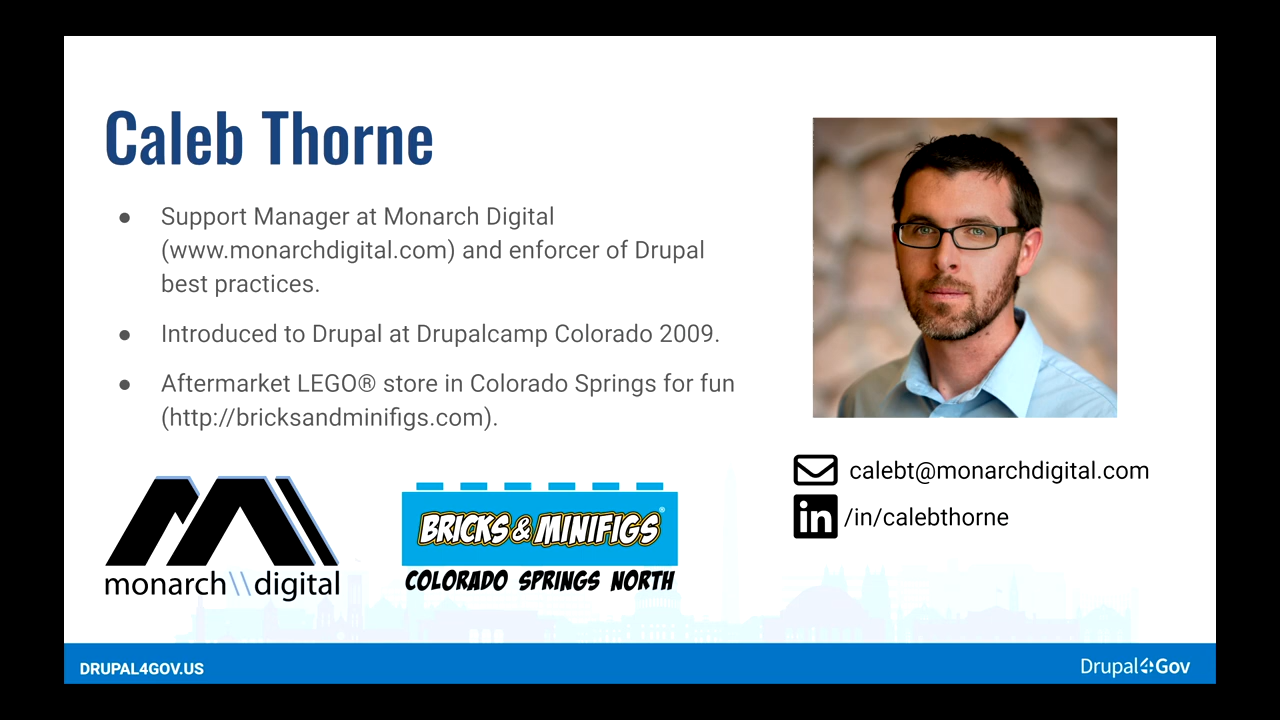 Caleb Thorne
● Support Manager at Monarch Digital
(www.monarchdigital.com) and enforcer of Drupal
best practices.
● Introduced to Drupal at Drupalcamp Colorado 2009.
● Aftermarket LEGO® store in Colorado Springs for fun
(http://bricksandminifigs.com).
calebt@monarchdigital.com
in /in/calebthorne
monarch\\digital
BRICKS & MINIFIGS®
COLORADO SPRINGS NORTH
DRUPAL4GOV.US
Drupal4Gov